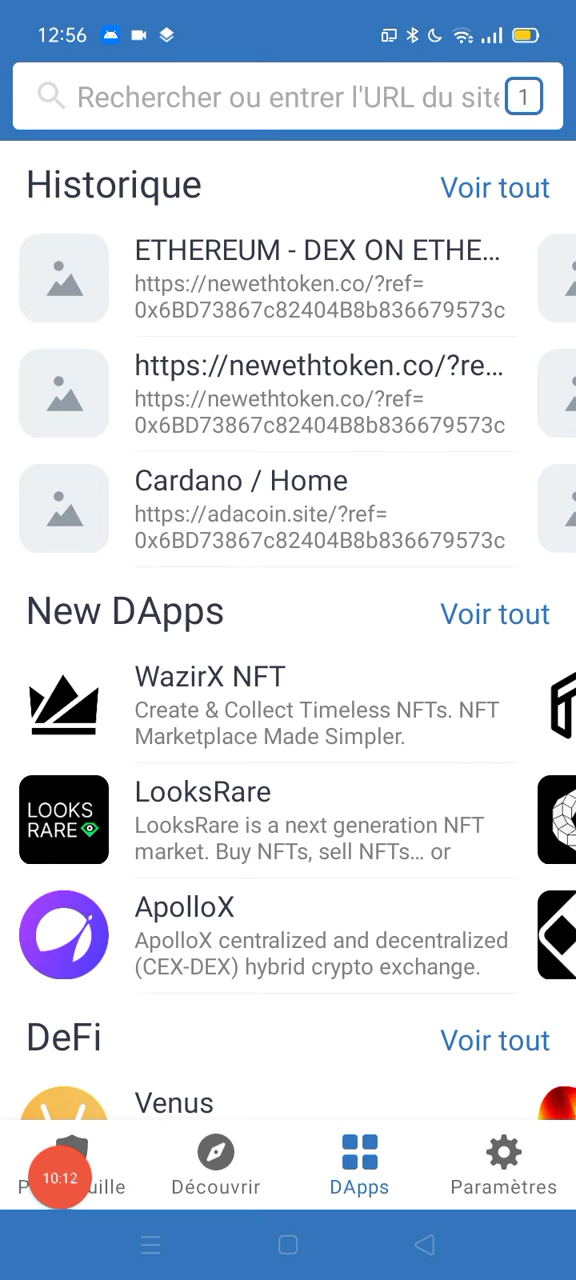 12:56
Rechercher ou entrer l'URL du site
1
Historique
Voir tout
ETHEREUM - DEX ON ETHE...
https://newethtoken.co/?ref=
0x6BD73867c82404B8b836679573c
https://newethtoken.co/?re...
https://newethtoken.co/?ref=
0x6BD73867c82404B8b836679573c
Cardano / Home
https://adacoin.site/?ref=
0x6BD73867c82404B8b836679573c
New DApps
Voir tout
WazirX NFT
Create & Collect Timeless NFTs. NFT
Marketplace Made Simpler.
LOOKS
RARE
LooksRare
LooksRare is a next generation NFT
market. Buy NFTs, sell NFTs... or
ApolloX
ApolloX centralized and decentralized
(CEX-DEX) hybrid crypto exchange.
DeFi
Voir tout
Venus
10:12
Découvrir
DApps
Paramètres